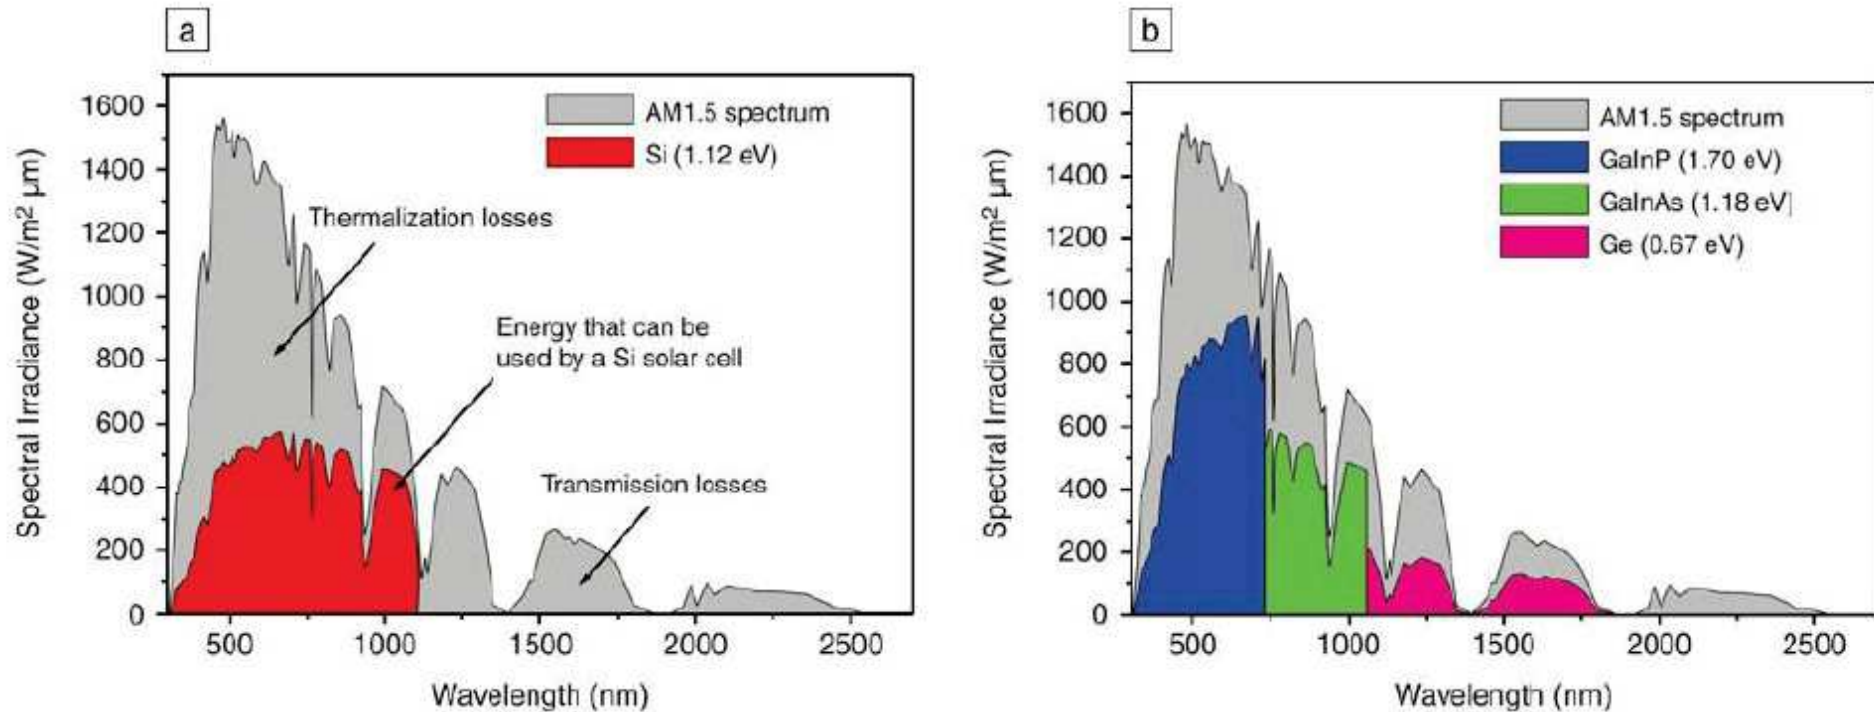 a
1600
1400
1200
1000
800
600
400
200
0
500
1000
1500
2000
2500
Spectral Irradiance (W/m² μm)
Wavelength (nm)
AM1.5 spectrum
Si (1.12 eV)
Thermalization losses
Energy that can be
used by a Si solar cell
Transmission losses
b
1600
1400
1200
1000
800
600
400
200
0
500
1000
1500
2000
2500
Spectral Irradiance (W/m² μm)
Wavelength (nm)
AM1.5 spectrum
GaInP (1.70 eV)
GaInAs (1.18 eV)
Ge (0.67 eV)